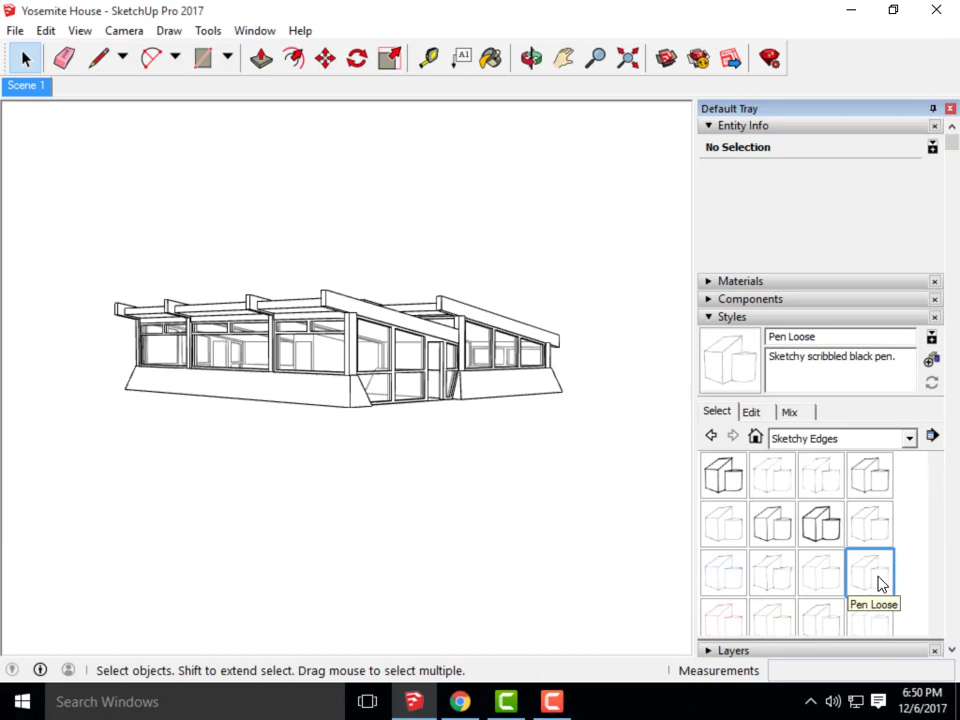 Yosemite House - SketchUp Pro 2017
File Edit View Camera Draw Tools Window Help
A1
Scene 1
Default Tray
Entity Info
No Selection
Materials
Components
Styles
Pen Loose
Sketchy scribbled black pen.
Select Edit Mix
Sketchy Edges
Pen Loose
Layers
Select objects. Shift to extend select. Drag mouse to select multiple.
Measurements
Search Windows
6:50 PM
12/6/2017